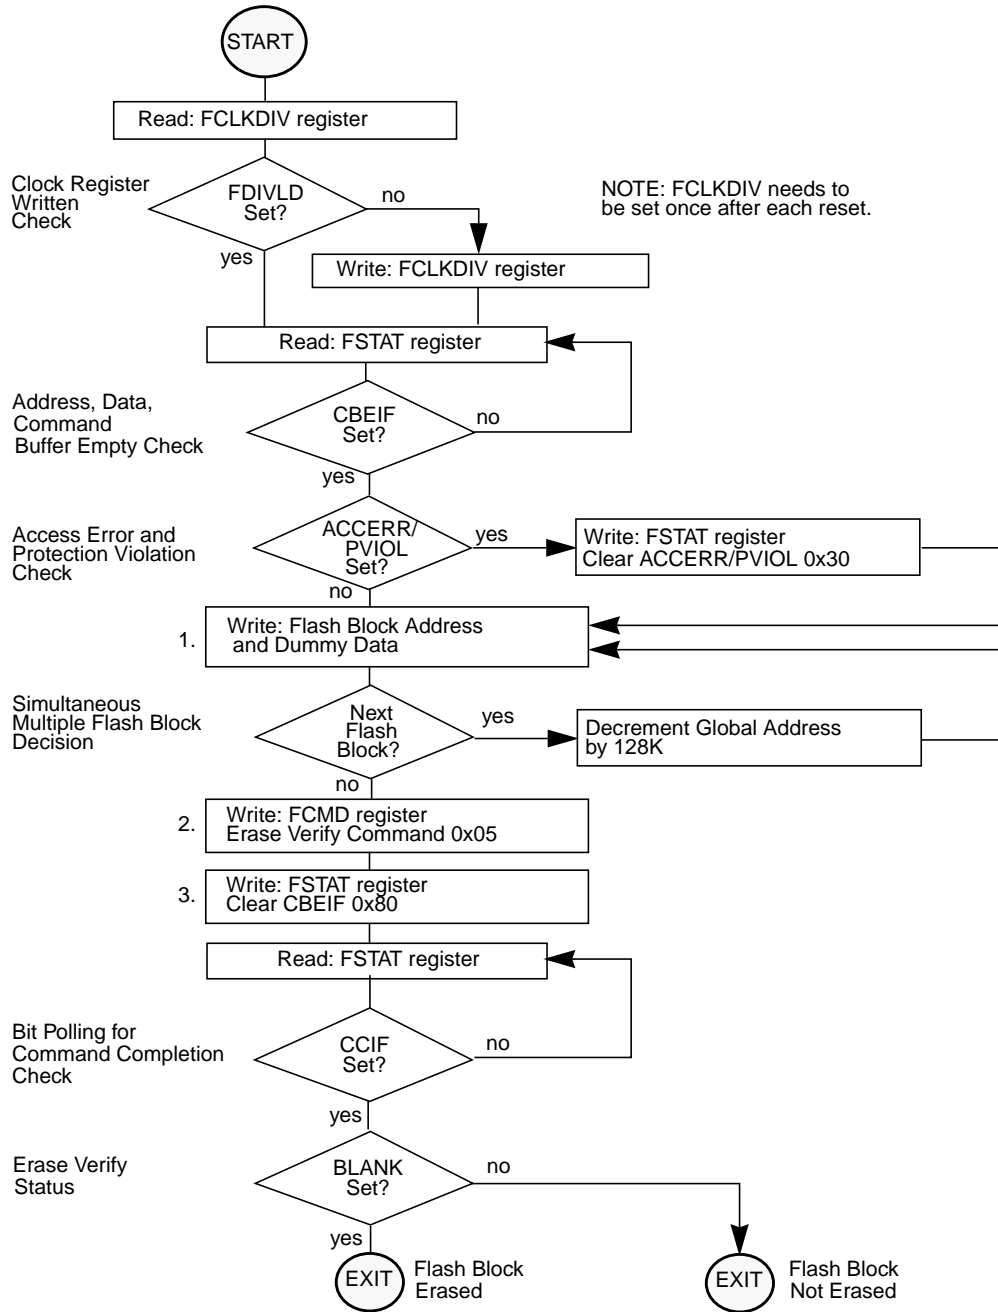 START
Read: FCLKDIV register
Clock Register
Written
Check
FDIVLD
Set?
no
yes
NOTE: FCLKDIV needs to
be set once after each reset.
Write: FCLKDIV register
Read: FSTAT register
Address, Data,
Command
Buffer Empty Check
CBEIF
Set?
no
yes
Access Error and
Protection Violation
Check
ACCERR/
PVIOL
Set?
yes
no
Write: FSTAT register
Clear ACCERR/PVIOL 0x30
1.
Write: Flash Block Address
and Dummy Data
Simultaneous
Multiple Flash Block
Decision
Next
Flash
Block?
yes
no
Decrement Global Address
by 128K
2.
Write: FCMD register
Erase Verify Command 0x05
3.
Write: FSTAT register
Clear CBEIF 0x80
Read: FSTAT register
Bit Polling for
Command Completion
Check
CCIF
Set?
no
yes
Erase Verify
Status
BLANK
Set?
no
yes
EXIT
Flash Block
Erased
EXIT
Flash Block
Not Erased